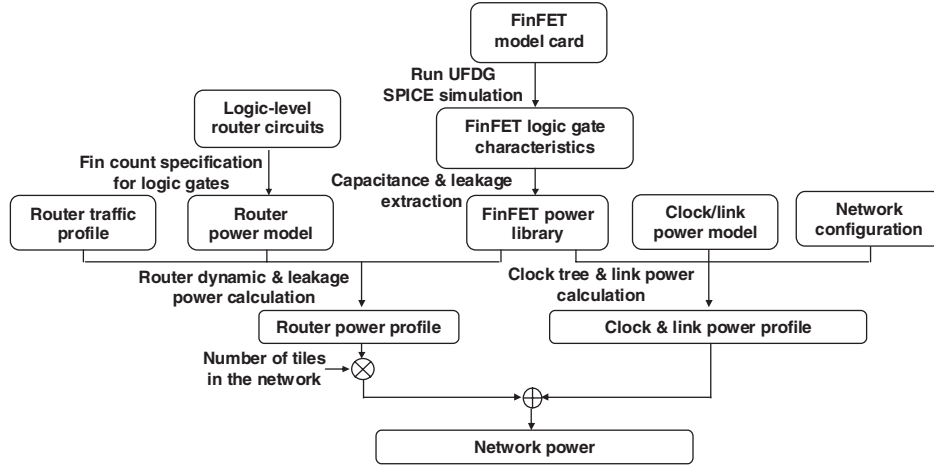 FinFET
model card
Run UFDG
SPICE simulation
Logic-level
router circuits
FinFET logic gate
characteristics
Fin count specification
for logic gates
Capacitance & leakage
extraction
Router traffic
profile
Router
power model
FinFET power
library
Clock/link
power model
Network
configuration
Router dynamic & leakage
power calculation
Clock tree & link power
calculation
Router power profile
Clock & link power profile
Number of tiles
in the network
Network power